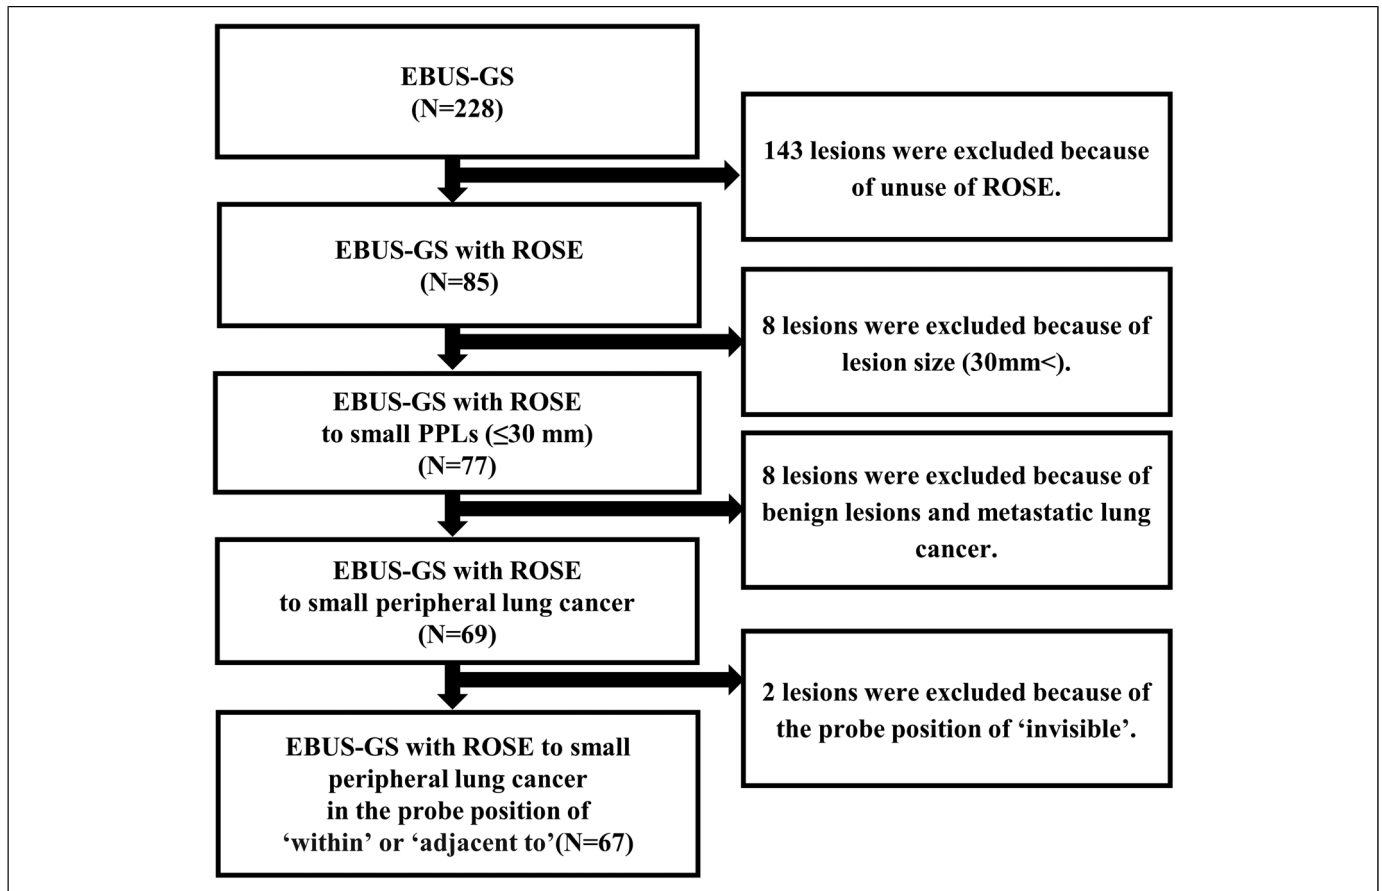 EBUS-GS
(N=228)
143 lesions were excluded because
of unuse of ROSE.
EBUS-GS with ROSE
(N=85)
8 lesions were excluded because of
lesion size (30mm<).
EBUS-GS with ROSE
to small PPLs (≤30 mm)
(N=77)
8 lesions were excluded because of
benign lesions and metastatic lung
cancer.
EBUS-GS with ROSE
to small peripheral lung cancer
(N=69)
2 lesions were excluded because of
the probe position of ‘invisible’.
EBUS-GS with ROSE to small
peripheral lung cancer
in the probe position of
‘within’ or ‘adjacent to’(N=67)